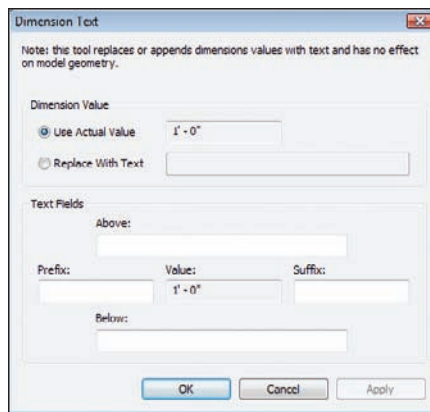 Dimension Text
Note: this tool replaces or appends dimensions values with text and has no effect
on model geometry.
Dimension Value
Use Actual Value 1' - 0"
Replace With Text
Text Fields
Above:
Prefix: Value: Suffix:
1' - 0"
Below:
OK Cancel Apply